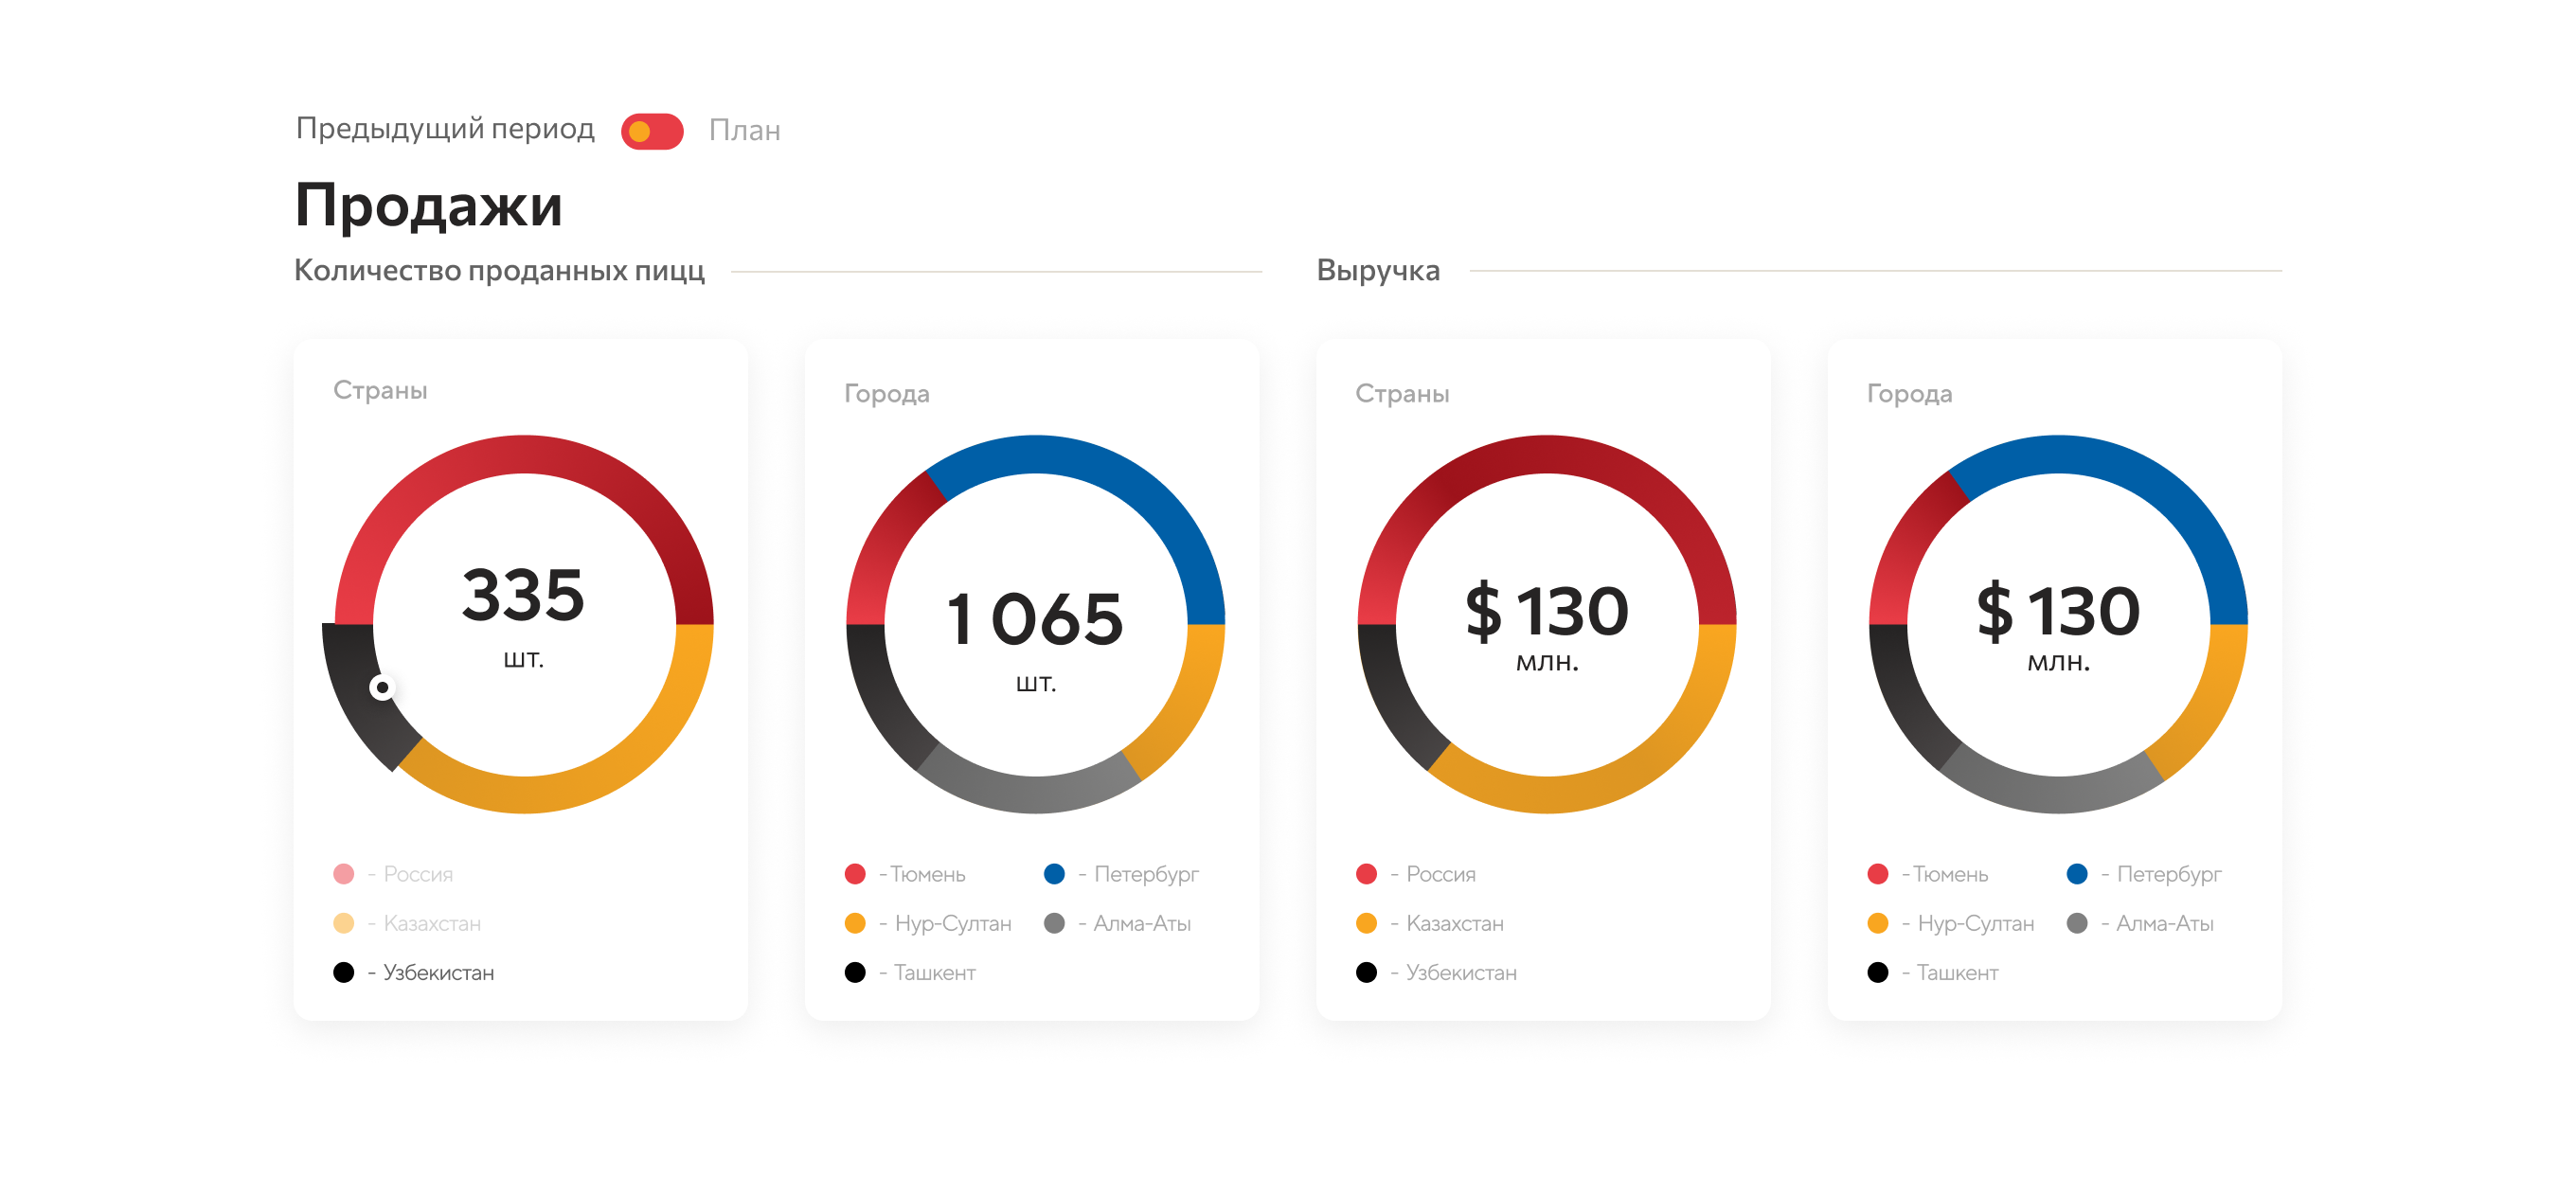 Предыдущий период План
Продажи
Количество проданных пицц
Выручка
Страны
335
шт.
- Россия
- Казахстан
- Узбекистан
Города
1 065
шт.
- Тюмень - Петербург
- Нур-Султан - Алма-Аты
- Ташкент
Страны
$ 130
млн.
- Россия
- Казахстан
- Узбекистан
Города
$ 130
млн.
- Тюмень - Петербург
- Нур-Султан - Алма-Аты
- Ташкент